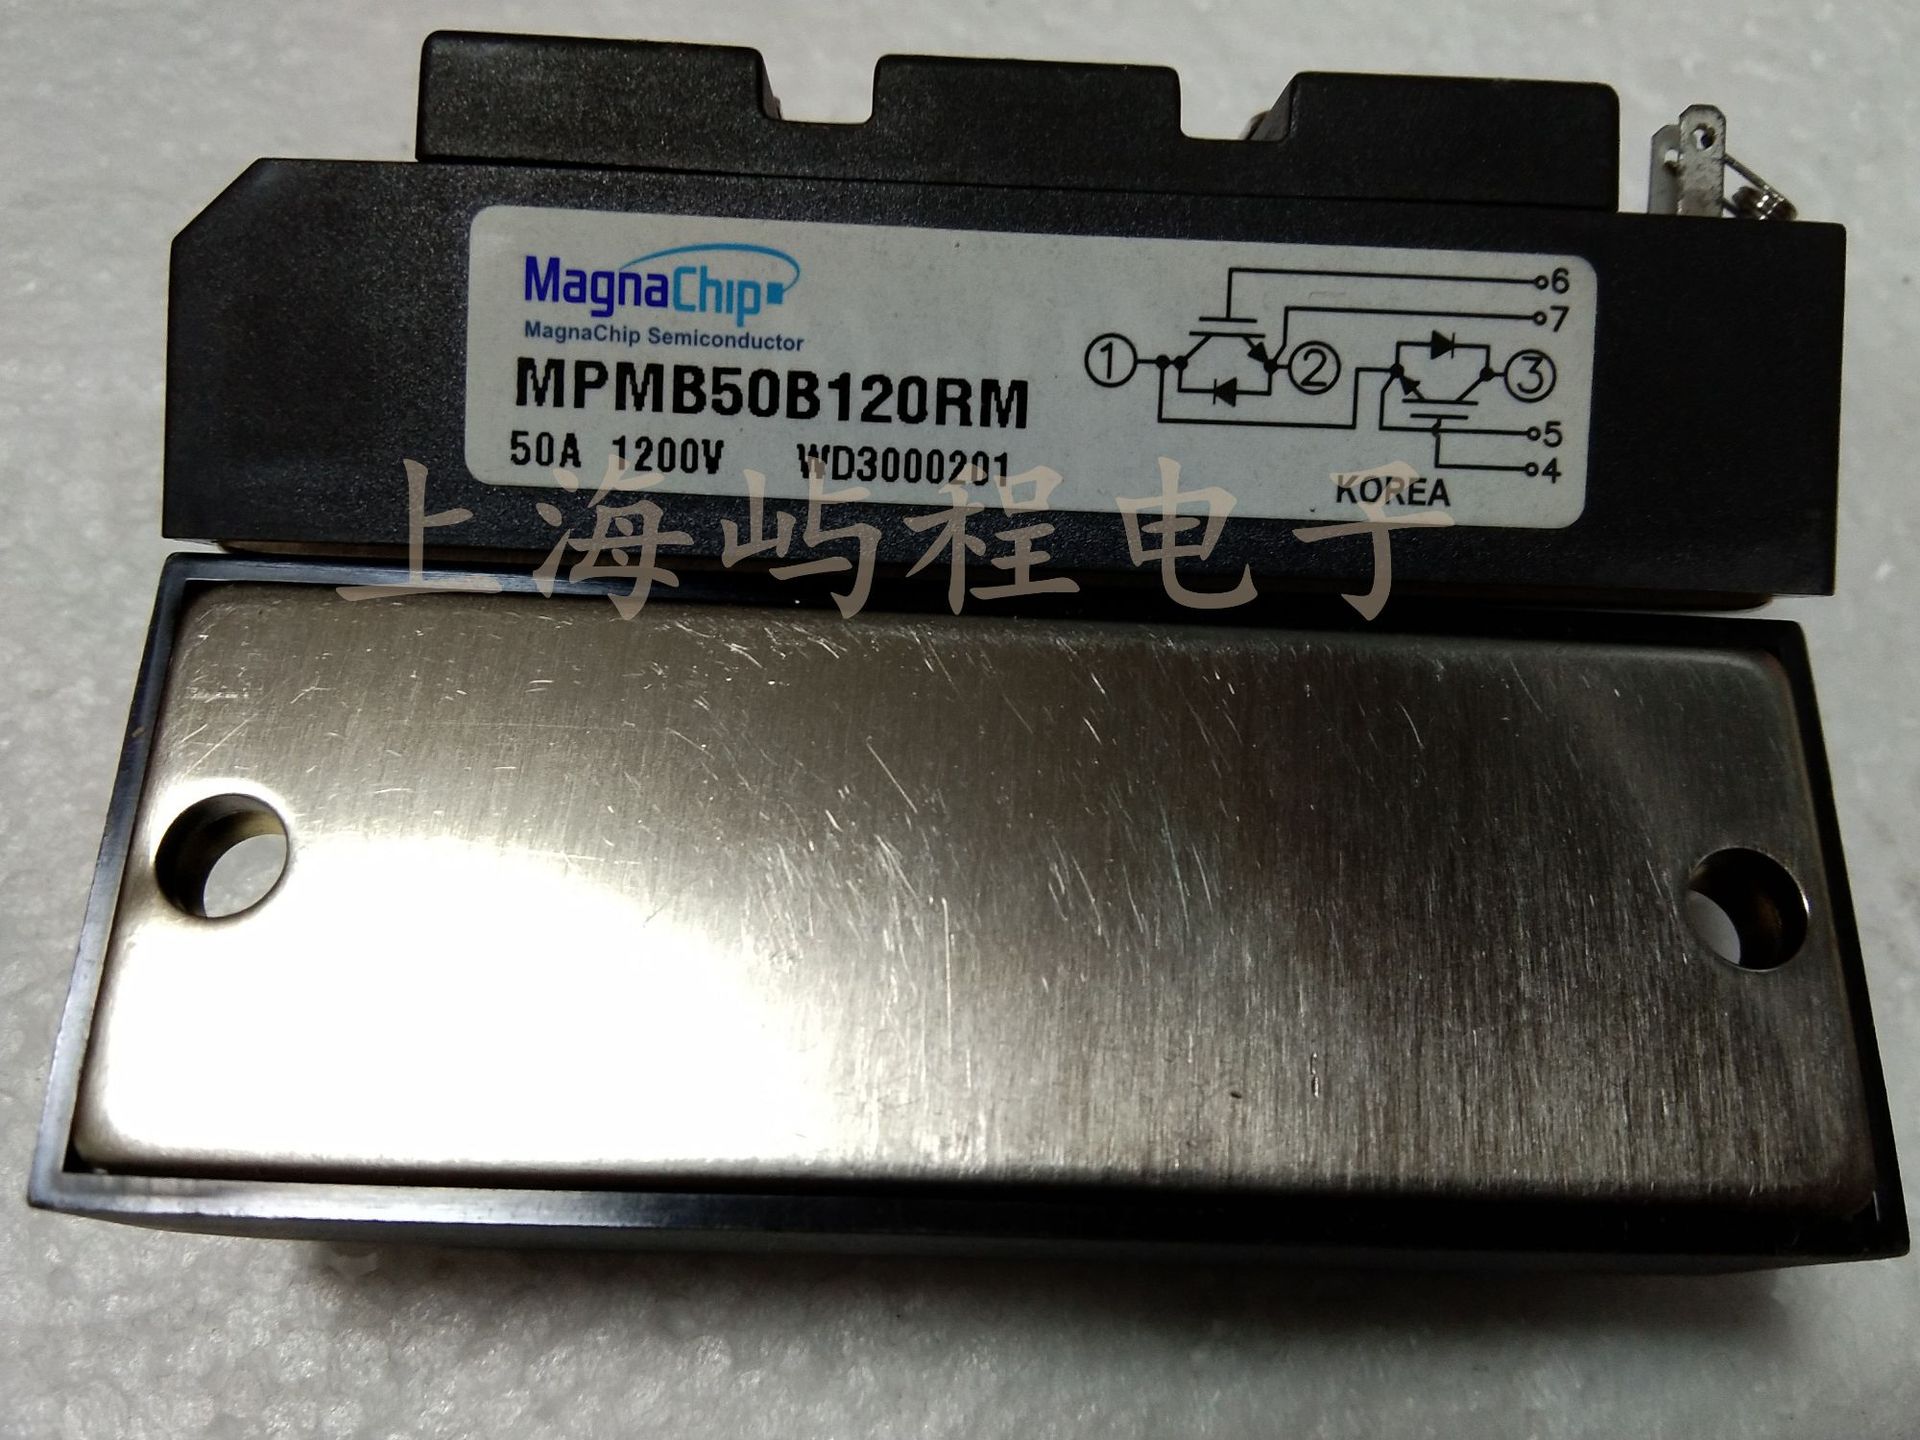 MagnaChip
MagnaChip Semiconductor
MPMB50B120RM
50A 1200V WD3000201
6
7
1 2 3
5
4
KOREA
上海屿程电子